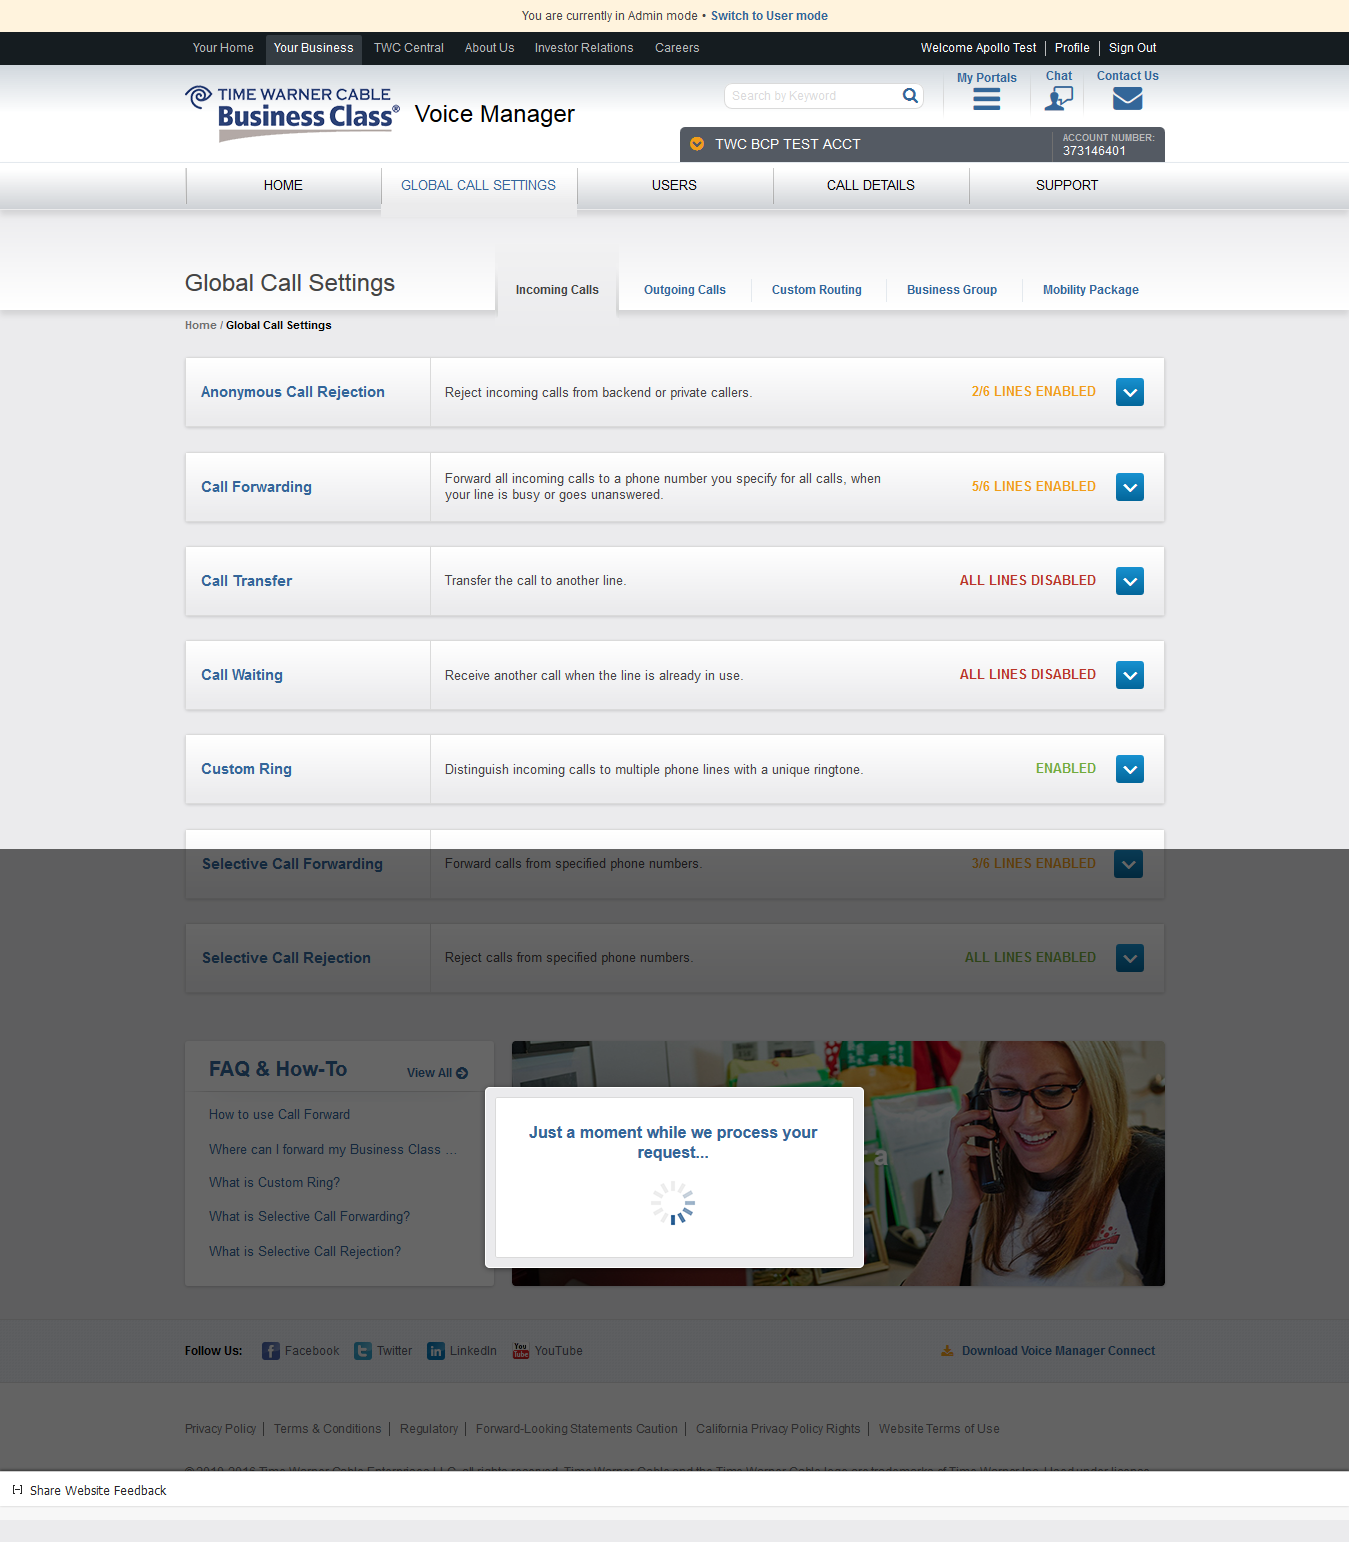 You are currently in Admin mode • Switch to User mode
Your Home Your Business TWC Central About Us Investor Relations Careers Welcome Apollo Test Profile Sign Out
TIME WARNER CABLE
Business Class®
Voice Manager
Search by Keyword
My Portals Chat Contact Us
TWC BCP TEST ACCT
ACCOUNT NUMBER:
373146401
HOME GLOBAL CALL SETTINGS USERS CALL DETAILS SUPPORT
Global Call Settings
Incoming Calls Outgoing Calls Custom Routing Business Group Mobility Package
Home / Global Call Settings
Anonymous Call Rejection Reject incoming calls from backend or private callers. 2/6 LINES ENABLED
Call Forwarding
Forward all incoming calls to a phone number you specify for all calls, when
your line is busy or goes unanswered.
5/6 LINES ENABLED
Call Transfer Transfer the call to another line. ALL LINES DISABLED
Call Waiting Receive another call when the line is already in use. ALL LINES DISABLED
Custom Ring Distinguish incoming calls to multiple phone lines with a unique ringtone. ENABLED
Selective Call Forwarding Forward calls from specified phone numbers. 3/6 LINES ENABLED
Selective Call Rejection Reject calls from specified phone numbers. ALL LINES ENABLED
FAQ & How-To View All
How to use Call Forward
Where can I forward my Business Class ...
What is Custom Ring?
What is Selective Call Forwarding?
What is Selective Call Rejection?
Just a moment while we process your
request...
a
Follow Us: Facebook Twitter LinkedIn YouTube Download Voice Manager Connect
Privacy Policy Terms & Conditions Regulatory Forward-Looking Statements Caution California Privacy Policy Rights Website Terms of Use
Share Website Feedback